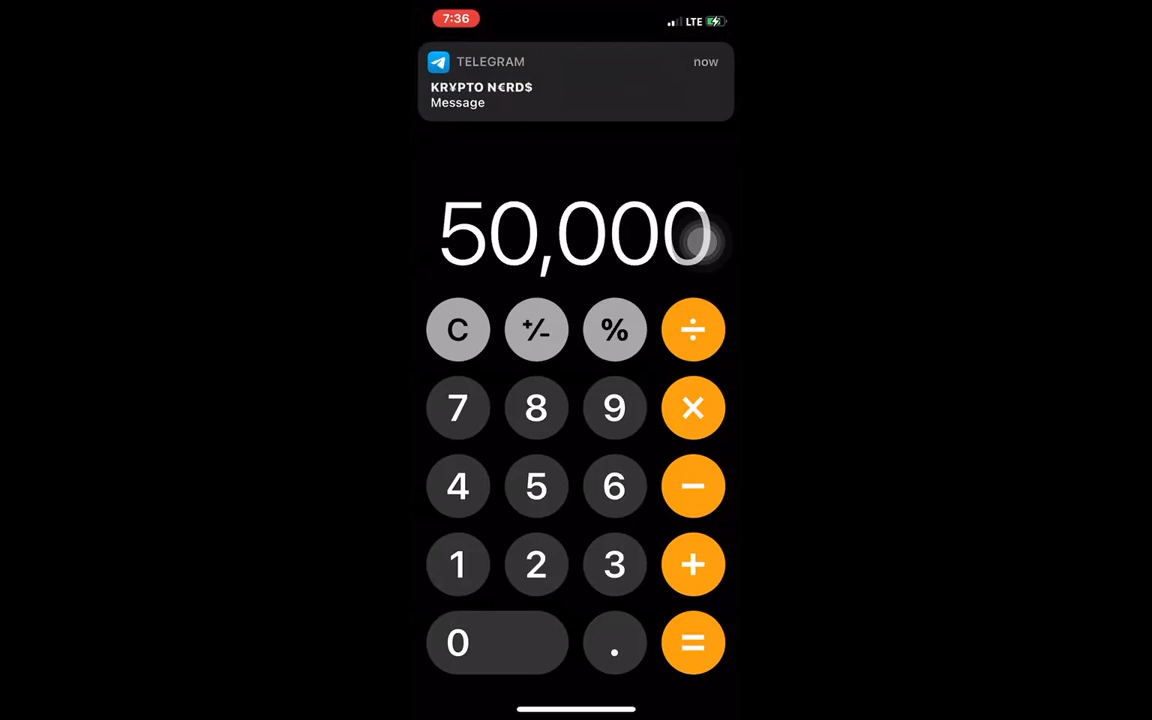 7:36
LTE
TELEGRAM now
KR¥PTO N€RD$
Message
50,000
C +/- % ÷
7 8 9 ×
4 5 6 −
1 2 3 +
0 . =